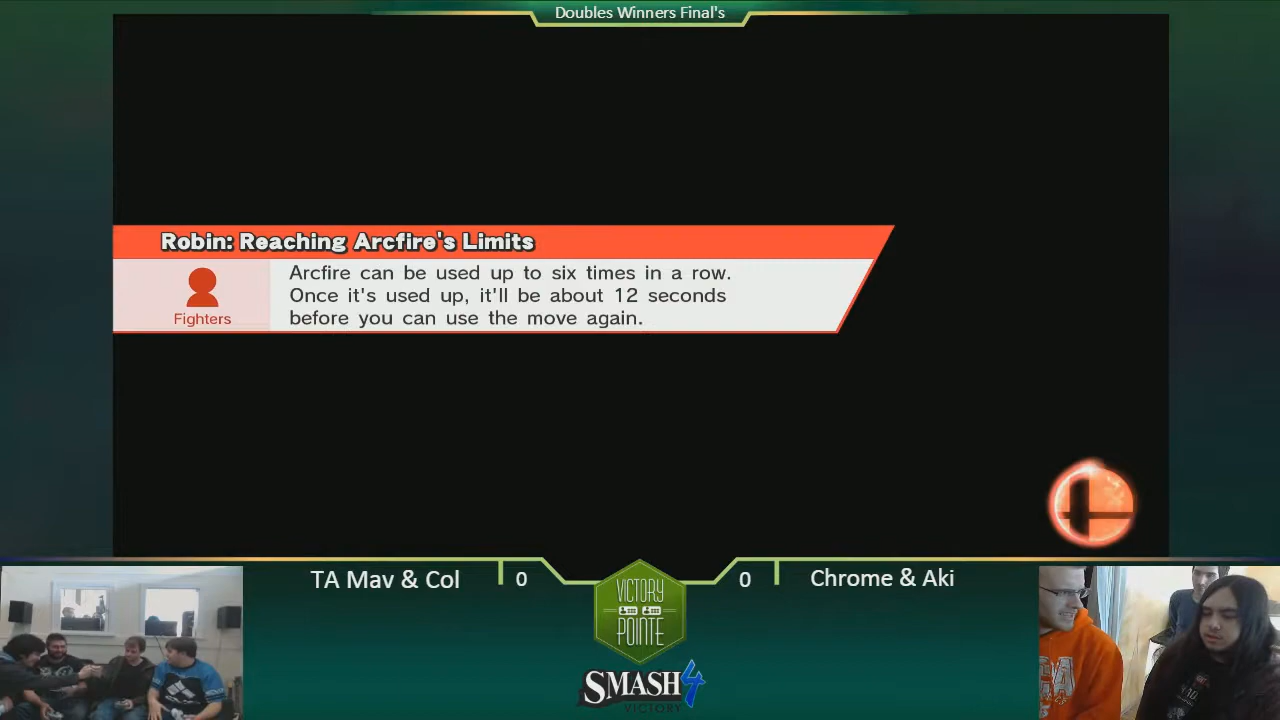 Doubles Winners Final's
Robin: Reaching Arcfire's Limits
Fighters
Arcfire can be used up to six times in a row.
Once it's used up, it'll be about 12 seconds
before you can use the move again.
TA Mav & Col
0
VICTORY
POINTE
0
Chrome & Aki
SMASH 4
VICTORY